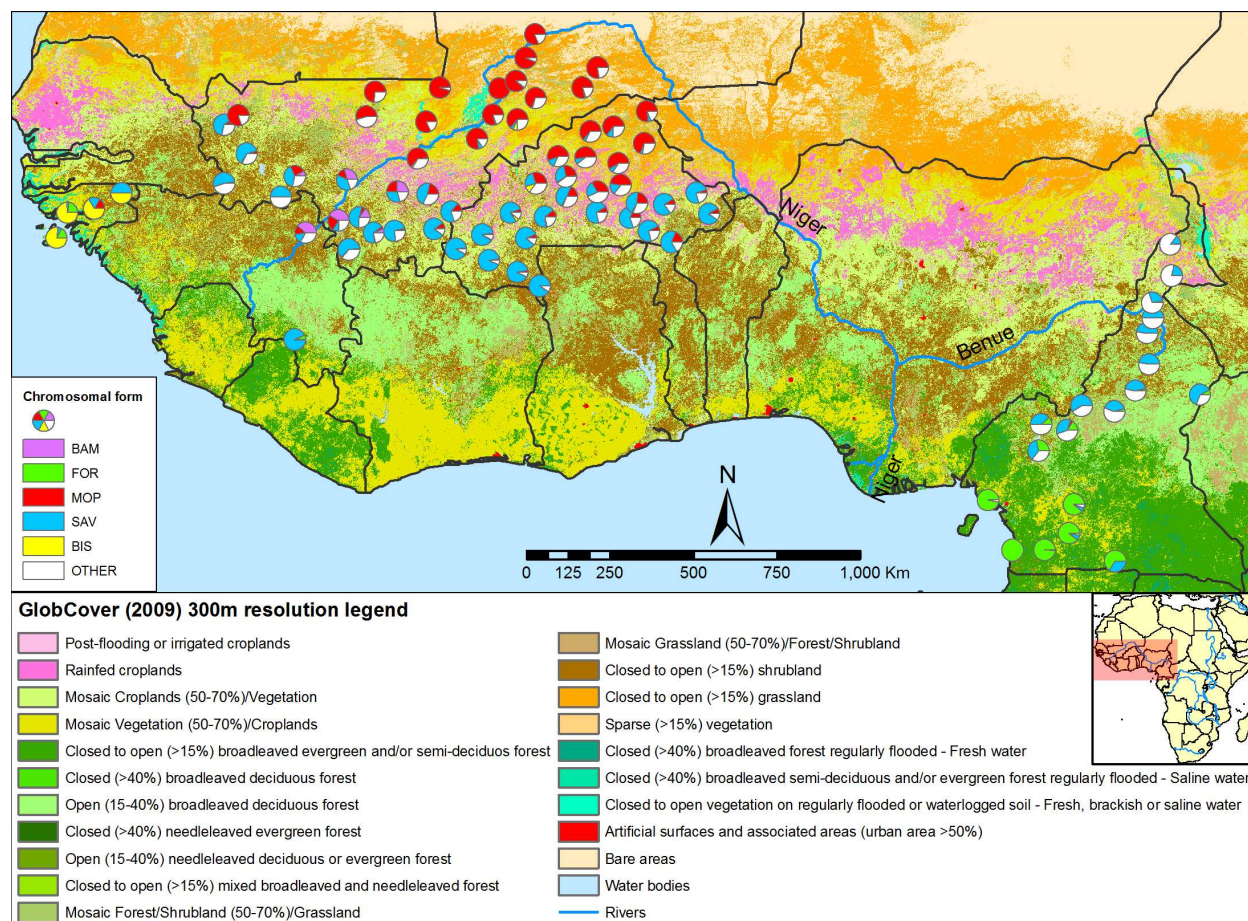 Niger
Benue
Niger
N
0 125 250 500 750 1,000 Km
Chromosomal form
BAM
FOR
MOP
SAV
BIS
OTHER
GlobCover (2009) 300m resolution legend
Post-flooding or irrigated croplands
Rainfed croplands
Mosaic Croplands (50-70%)/Vegetation
Mosaic Vegetation (50-70%)/Croplands
Closed to open (>15%) broadleaved evergreen and/or semi-deciduos forest
Closed (>40%) broadleaved deciduous forest
Open (15-40%) broadleaved deciduous forest
Closed (>40%) needleleaved evergreen forest
Open (15-40%) needleleaved deciduous or evergreen forest
Closed to open (>15%) mixed broadleaved and needleleaved forest
Mosaic Forest/Shrubland (50-70%)/Grassland
Mosaic Grassland (50-70%)/Forest/Shrubland
Closed to open (>15%) shrubland
Closed to open (>15%) grassland
Sparse (>15%) vegetation
Closed (>40%) broadleaved forest regularly flooded - Fresh water
Closed (>40%) broadleaved semi-deciduous and/or evergreen forest regularly flooded - Saline water
Closed to open vegetation on regularly flooded or waterlogged soil - Fresh, brackish or saline water
Artificial surfaces and associated areas (urban area >50%)
Bare areas
Water bodies
Rivers